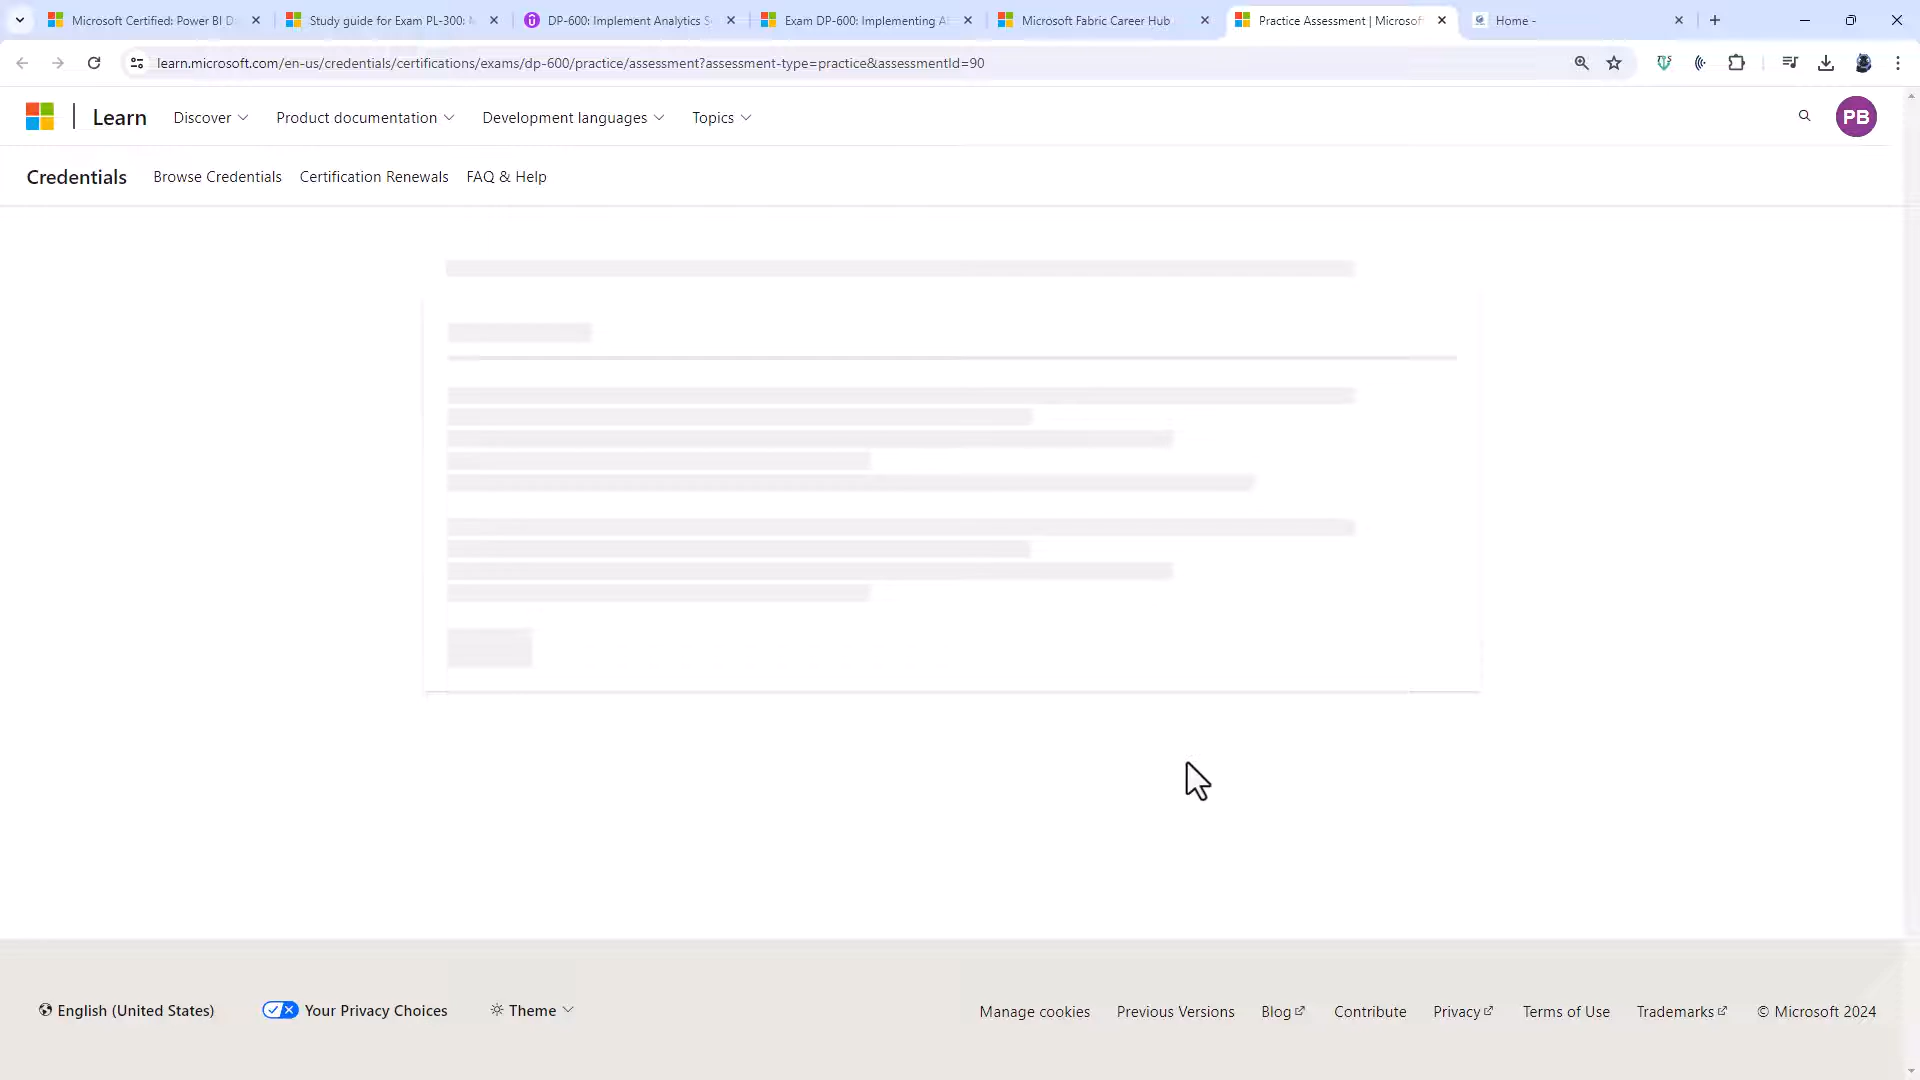 Microsoft Certified: Power BI D
Study guide for Exam PL-300: M
DP-600: Implement Analytics S
Exam DP-600: Implementing A
Microsoft Fabric Career Hub
Practice Assessment | Microsof
Home -
learn.microsoft.com/en-us/credentials/certifications/exams/dp-600/practice/assessment?assessment-type=practice&assessmentId=90
Learn
Discover
Product documentation
Development languages
Topics
PB
Credentials
Browse Credentials
Certification Renewals
FAQ & Help
English (United States)
Your Privacy Choices
Theme
Manage cookies
Previous Versions
Blog
Contribute
Privacy
Terms of Use
Trademarks
© Microsoft 2024